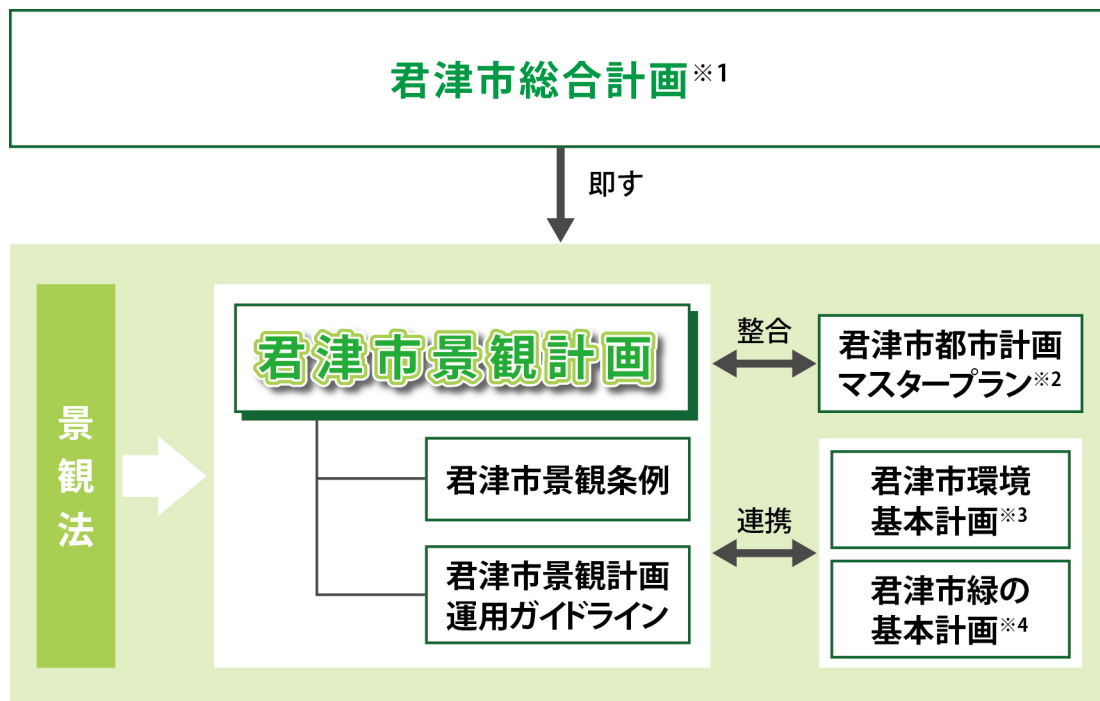 君津市総合計画※1
即す
景観法
君津市景観計画
君津市景観条例
君津市景観計画
運用ガイドライン
整合
連携
君津市都市計画
マスタープラン※2
君津市環境
基本計画※3
君津市緑の
基本計画※4